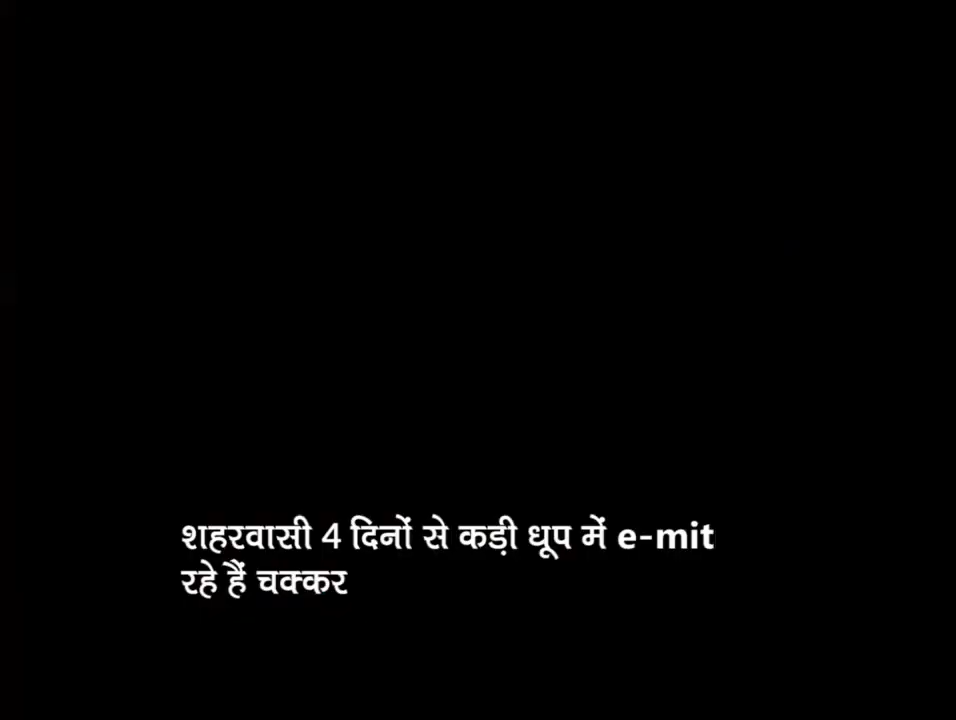 शहरवासी 4 दिनों से कड़ी धूप में e-mit
रहे हैं चक्कर